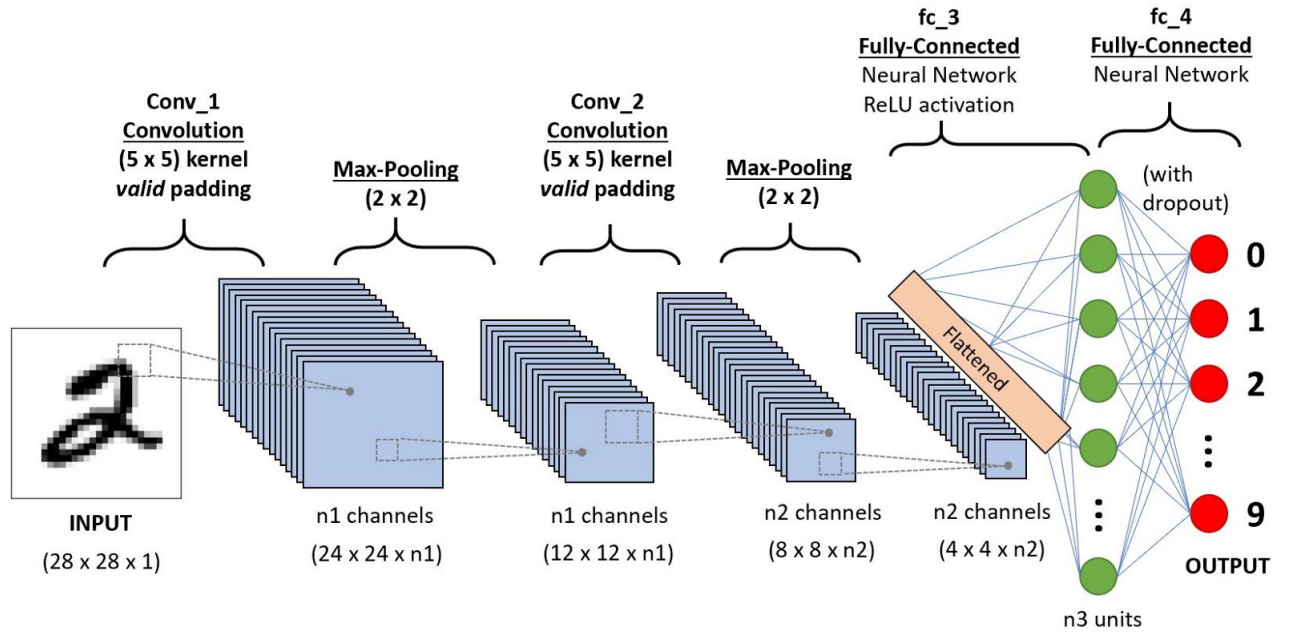 Conv_1
Convolution
(5 x 5) kernel
valid padding
Max-Pooling
(2 x 2)
Conv_2
Convolution
(5 x 5) kernel
valid padding
Max-Pooling
(2 x 2)
fc_3
Fully-Connected
Neural Network
ReLU activation
fc_4
Fully-Connected
Neural Network
(with
dropout)
Flattened
0
1
2
9
OUTPUT
INPUT
(28 x 28 x 1)
n1 channels
(24 x 24 x n1)
n1 channels
(12 x 12 x n1)
n2 channels
(8 x 8 x n2)
n2 channels
(4 x 4 x n2)
n3 units
2